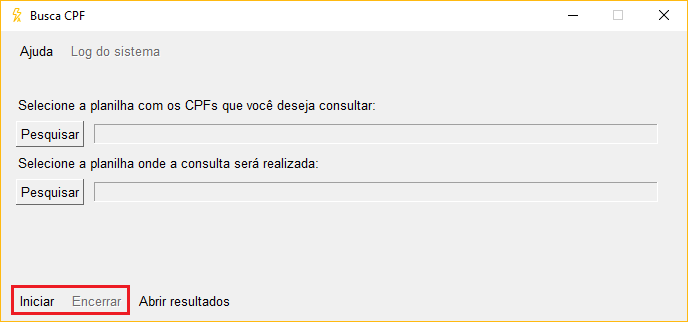 Busca CPF
Ajuda Log do sistema
Selecione a planilha com os CPFs que você deseja consultar:
Pesquisar
Selecione a planilha onde a consulta será realizada:
Pesquisar
Iniciar Encerrar Abrir resultados